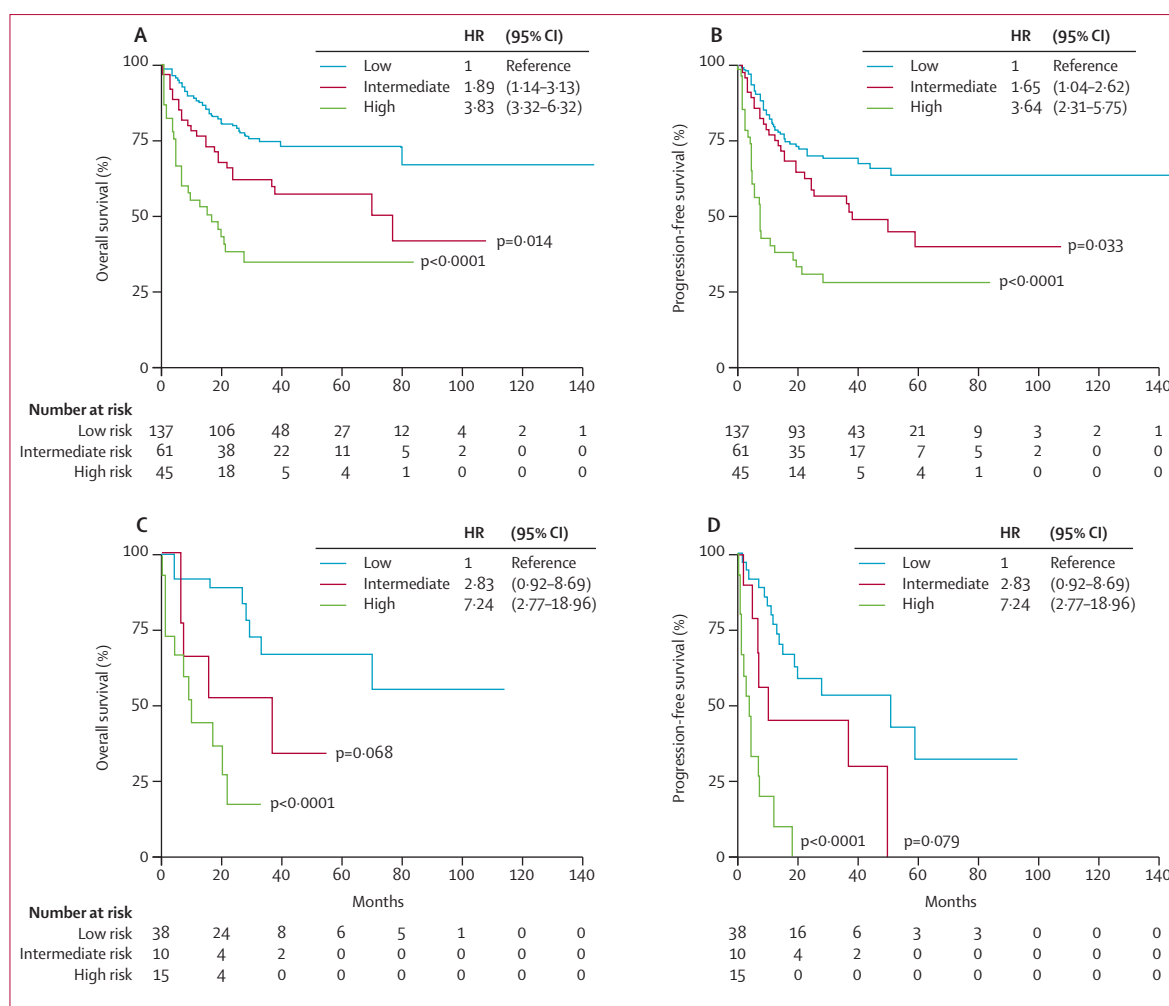 A
HR (95% CI)
Low 1 Reference
Intermediate 1·89 (1·14–3·13)
High 3·83 (3·32–6·32)
100
75
50
25
0
Overall survival (%)
p=0·014
p<0·0001
0 20 40 60 80 100 120 140
Number at risk
Low risk 137 106 48 27 12 4 2 1
Intermediate risk 61 38 22 11 5 2 0 0
High risk 45 18 5 4 1 0 0 0
B
HR (95% CI)
Low 1 Reference
Intermediate 1·65 (1·04–2·62)
High 3·64 (2·31–5·75)
100
75
50
25
0
Progression-free survival (%)
p=0·033
p<0·0001
0 20 40 60 80 100 120 140
137 93 43 21 9 3 2 1
61 35 17 7 5 2 0 0
45 14 5 4 1 0 0 0
C
HR (95% CI)
Low 1 Reference
Intermediate 2·83 (0·92–8·69)
High 7·24 (2·77–18·96)
100
75
50
25
0
Overall survival (%)
p=0·068
p<0·0001
0 20 40 60 80 100 120 140
Months
Number at risk
Low risk 38 24 8 6 5 1 0 0
Intermediate risk 10 4 2 0 0 0 0 0
High risk 15 4 0 0 0 0 0 0
D
HR (95% CI)
Low 1 Reference
Intermediate 2·83 (0·92–8·69)
High 7·24 (2·77–18·96)
100
75
50
25
0
Progression-free survival (%)
p<0·0001 p=0·079
0 20 40 60 80 100 120 140
Months
38 16 6 3 3 0 0 0
10 4 2 0 0 0 0 0
15 0 0 0 0 0 0 0